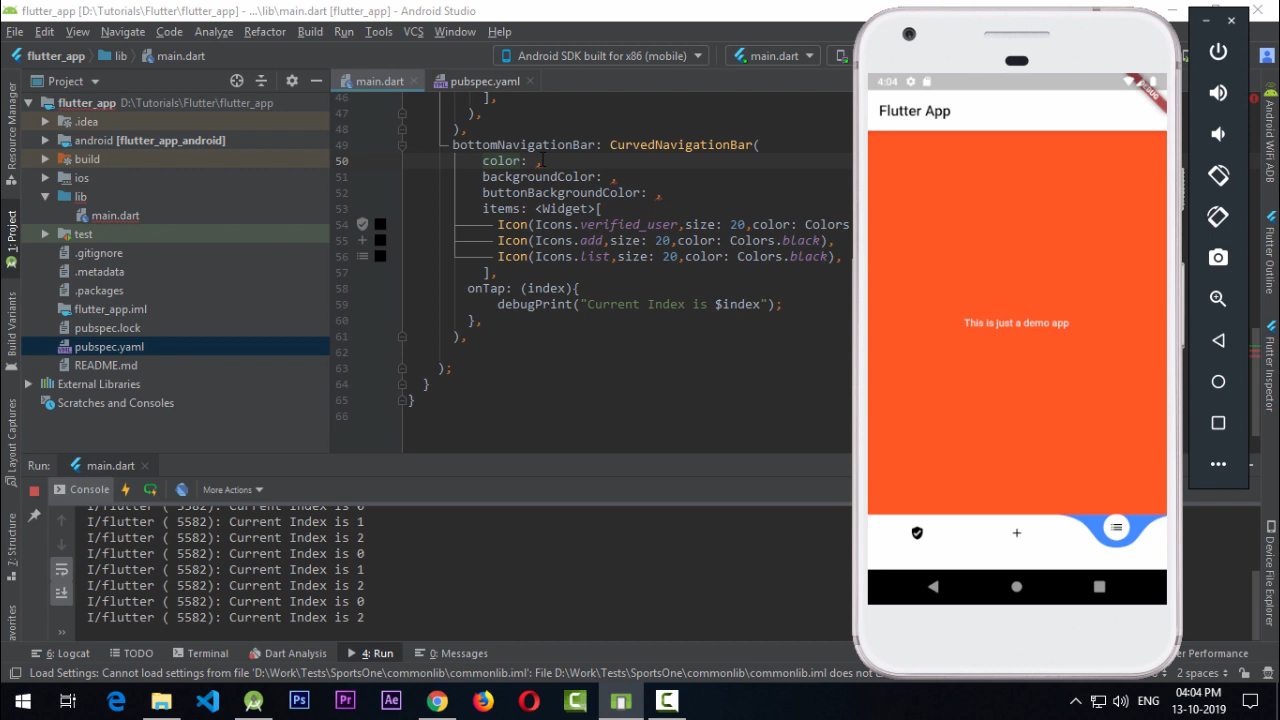 flutter_app [D:\Tutorials\Flutter\flutter_app] - ...\lib\main.dart [flutter_app] - Android Studio
File Edit View Navigate Code Analyze Refactor Build Run Tools VCS Window Help
flutter_app lib main.dart Android SDK built for x86 (mobile) main.dart
Project main.dart pubspec.yaml
flutter_app D:\Tutorials\Flutter\flutter_app
.idea
android [flutter_app_android]
build
ios
lib
main.dart
test
.gitignore
.metadata
.packages
flutter_app.iml
pubspec.lock
pubspec.yaml
README.md
External Libraries
Scratches and Consoles
Resource Manager
1: Project
Build Variants
Layout Captures
7: Structure
avorites
46 ],
47 ),
48 ),
49 bottomNavigationBar: CurvedNavigationBar(
50 color: ,
51 backgroundColor: ,
52 buttonBackgroundColor: ,
53 items: <Widget>[
54 Icon(Icons.verified_user,size: 20,color: Colors
55 Icon(Icons.add,size: 20,color: Colors.black),
56 Icon(Icons.list,size: 20,color: Colors.black),
57 ],
58 onTap: (index){
59 debugPrint("Current Index is $index");
60 },
61 ),
62
63 );
64 }
65 }
66
4:04
DEBUG
Flutter App
This is just a demo app
Android WiFi ADB
Flutter Outline
Flutter Inspector
Device File Explorer
Run: main.dart
Console More Actions
I/flutter ( 5582): Current Index is 0
I/flutter ( 5582): Current Index is 1
I/flutter ( 5582): Current Index is 2
I/flutter ( 5582): Current Index is 0
I/flutter ( 5582): Current Index is 1
I/flutter ( 5582): Current Index is 2
I/flutter ( 5582): Current Index is 0
I/flutter ( 5582): Current Index is 2
6: Logcat TODO Terminal Dart Analysis 4: Run 0: Messages r Performance
Load Settings: Cannot load settings from file 'D:\Work\Tests\SportsOne\commonlib\commonlib.iml': File D:\Work\Tests\SportsOne\commonlib\commonlib.iml does not 2 spaces
Ps Pr Ae ENG 04:04 PM
13-10-2019